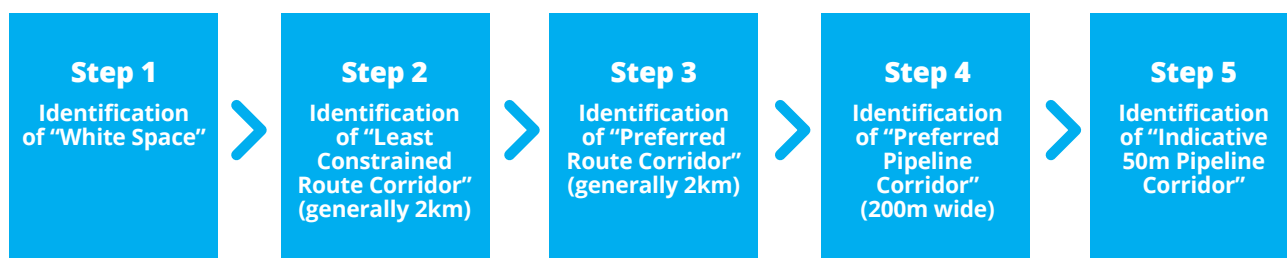 Step 1
Identification
of “White Space”
Step 2
Identification
of “Least
Constrained
Route Corridor”
(generally 2km)
Step 3
Identification
of “Preferred
Route Corridor”
(generally 2km)
Step 4
Identification
of “Preferred
Pipeline
Corridor”
(200m wide)
Step 5
Identification
of “Indicative
50m Pipeline
Corridor”